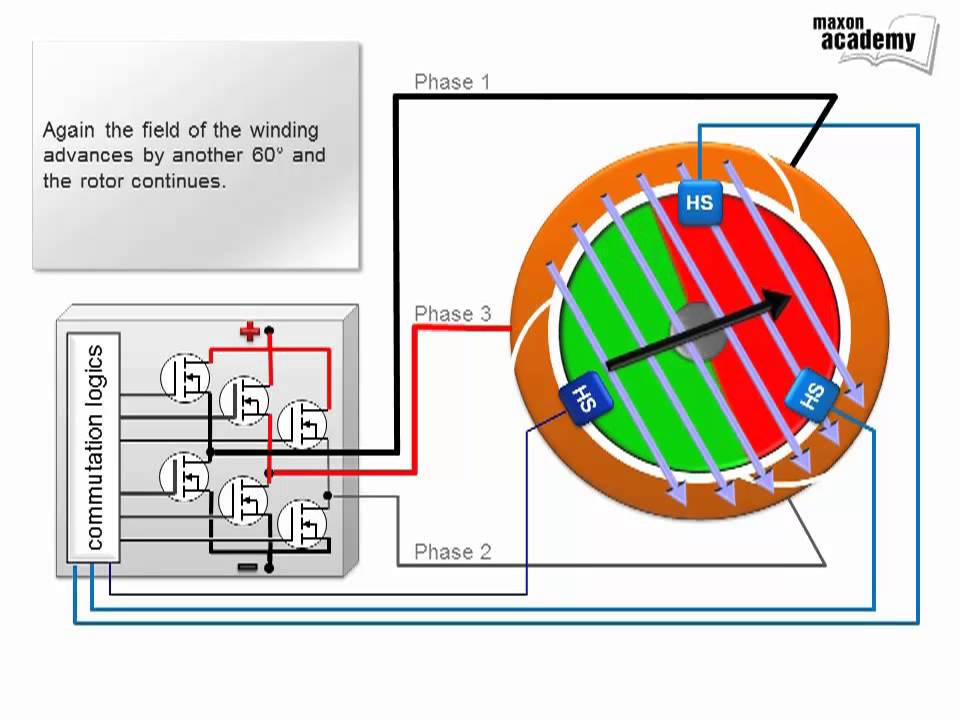 maxon
academy
Phase 1
Again the field of the winding
advances by another 60° and
the rotor continues.
HS
Phase 3
commutation logics
HS
HS
Phase 2